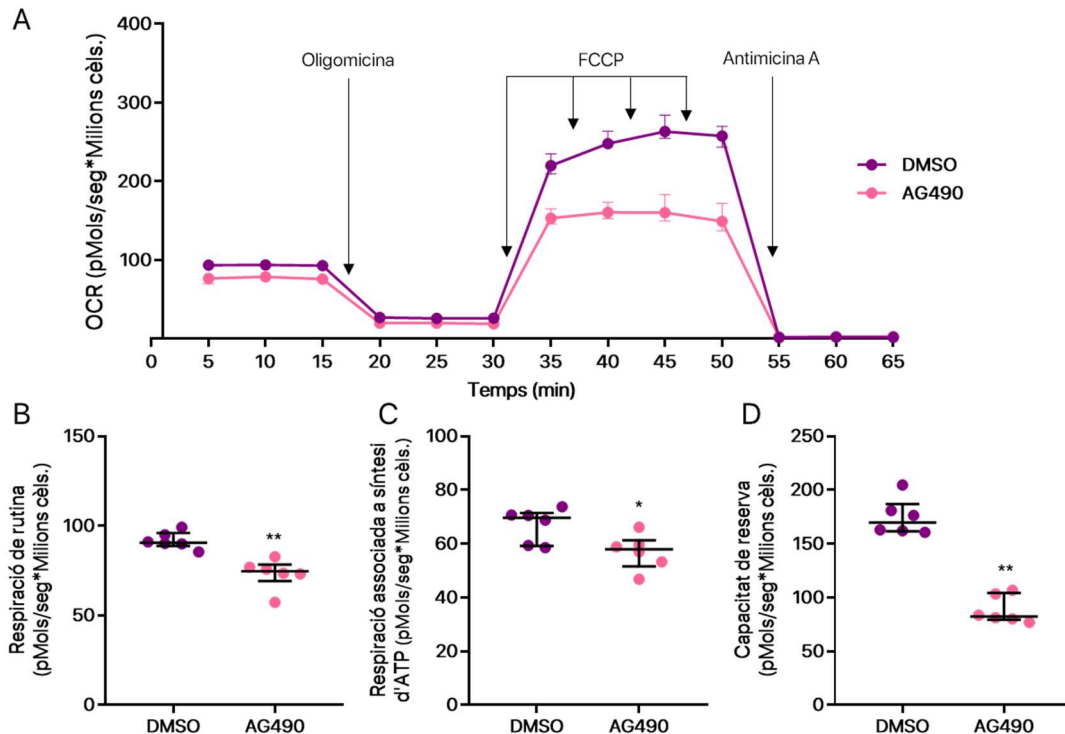 A
OCR (pMols/seg*Milions cèls.)
400
300
200
100
Oligomicina
FCCP
Antimicina A
DMSO
AG490
0 5 10 15 20 25 30 35 40 45 50 55 60 65
Temps (min)
B
Respiració de rutina
(pMols/seg*Milions cèls.)
150
100
50
0
**
DMSO AG490
C
Respiració associada a síntesi
d'ATP (pMols/seg*Milions cèls.)
100
80
60
40
20
0
*
DMSO AG490
D
Capacitat de reserva
(pMols/seg*Milions cèls.)
250
200
150
100
50
0
**
DMSO AG490